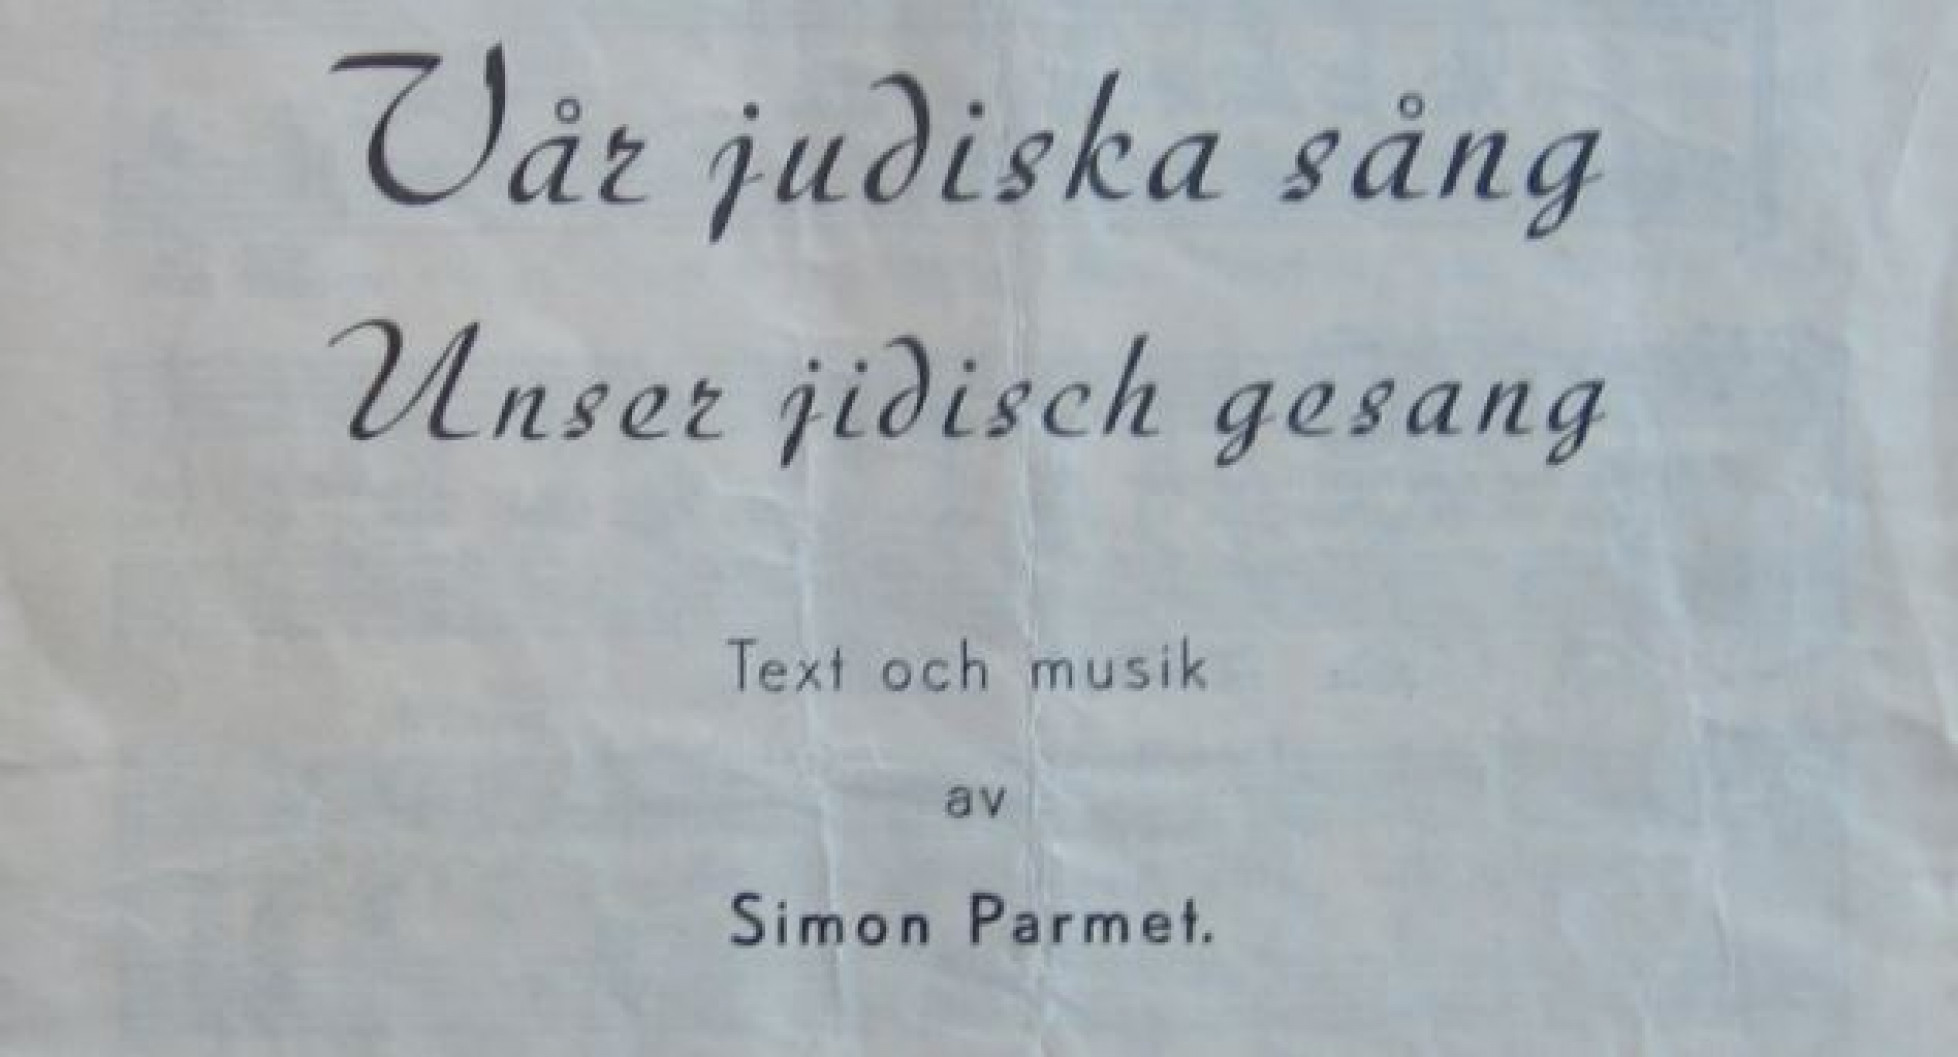 Vår judiska sång
Unser jidisch gesang
Text och musik
av
Simon Parmet.